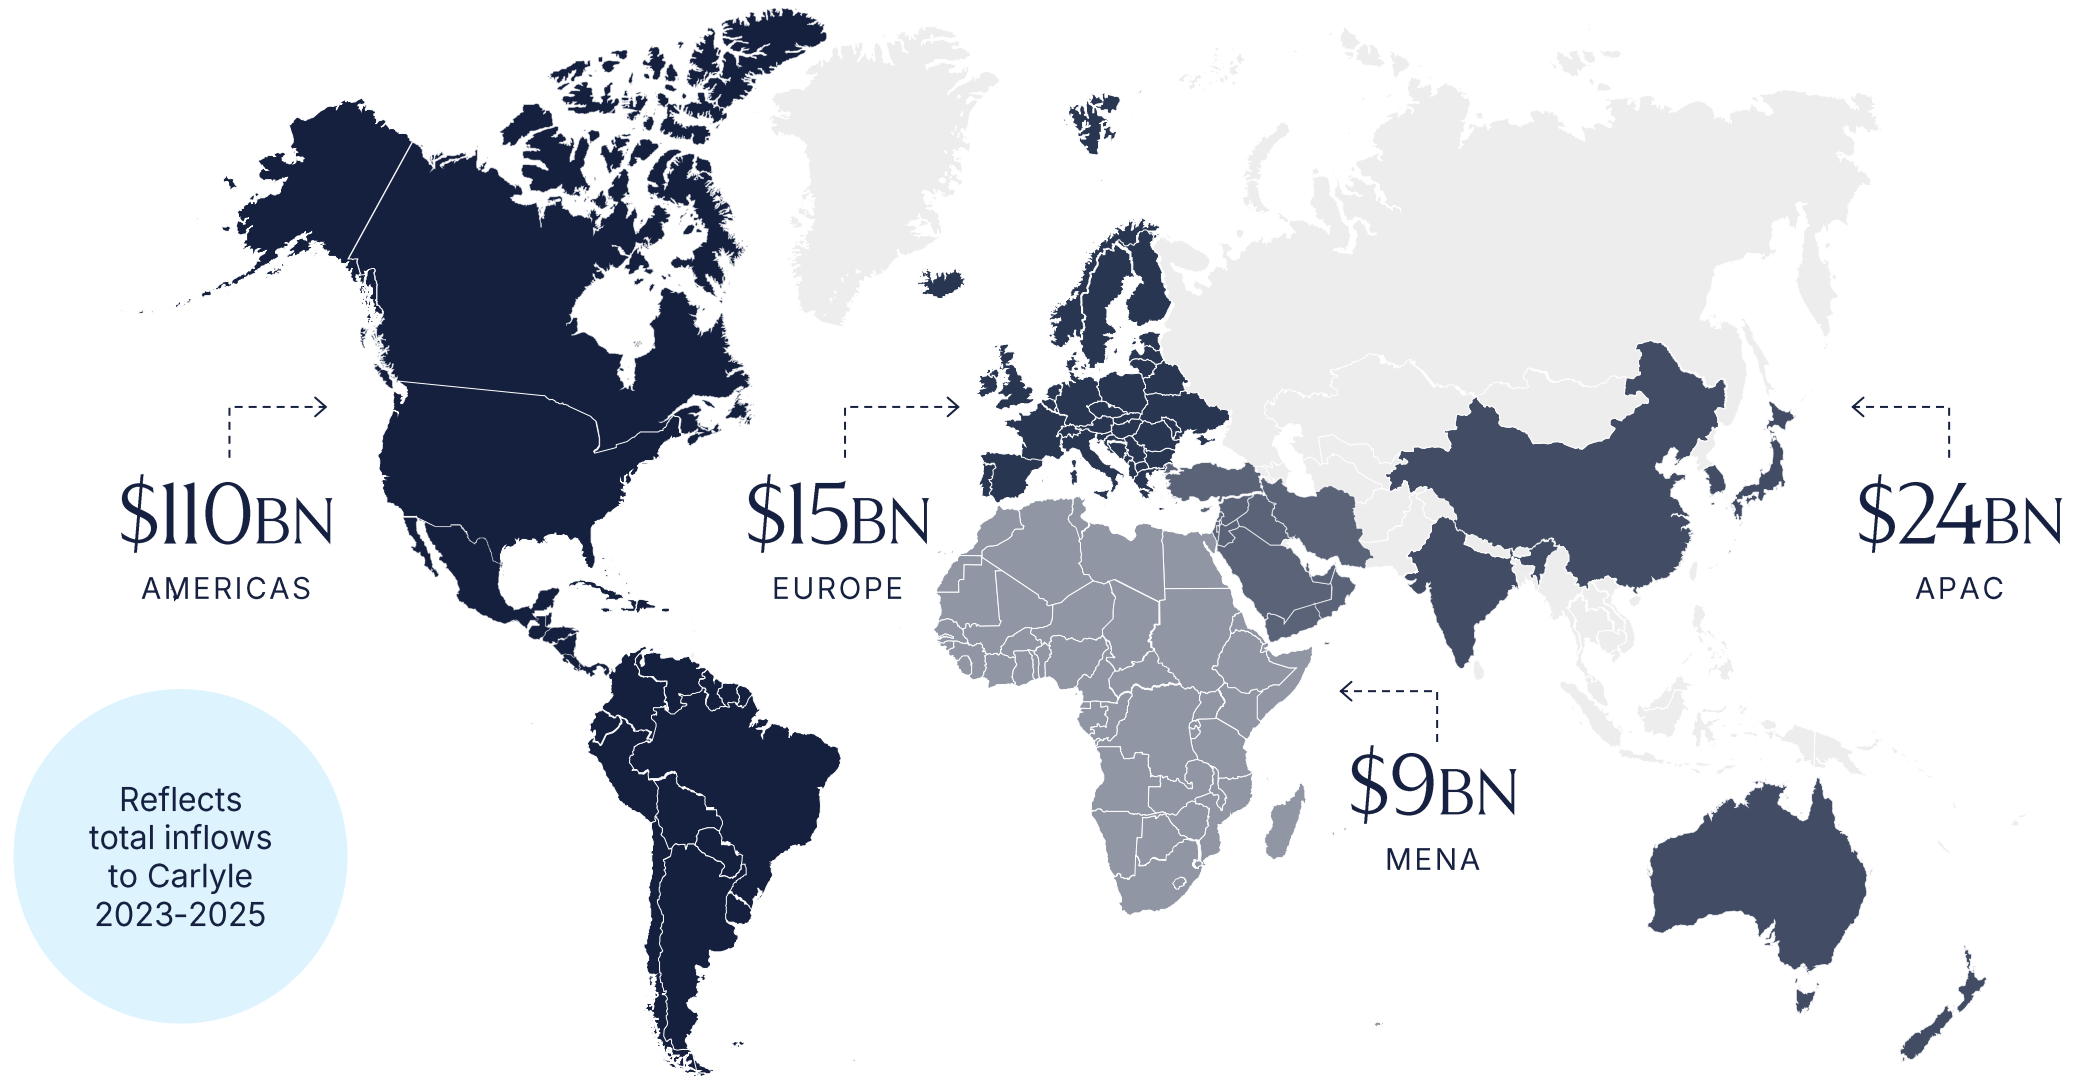 $110BN
AMERICAS
$15BN
EUROPE
$24BN
APAC
$9BN
MENA
Reflects
total inflows
to Carlyle
2023-2025